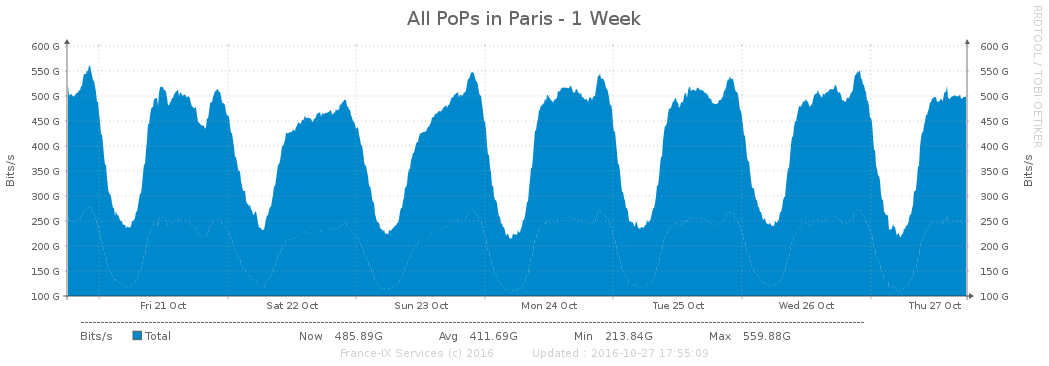 All PoPs in Paris - 1 Week
RRDTOOL / TOBI OETIKER
Bits/s
600 G 600 G
550 G 550 G
500 G 500 G
450 G 450 G
400 G 400 G
350 G 350 G
300 G 300 G
250 G 250 G
200 G 200 G
150 G 150 G
100 G 100 G
Bits/s
Fri 21 Oct Sat 22 Oct Sun 23 Oct Mon 24 Oct Tue 25 Oct Wed 26 Oct Thu 27 Oct
Bits/s Total Now 485.89G Avg 411.69G Min 213.84G Max 559.88G
France-IX Services (c) 2016 Updated : 2016-10-27 17:55:09